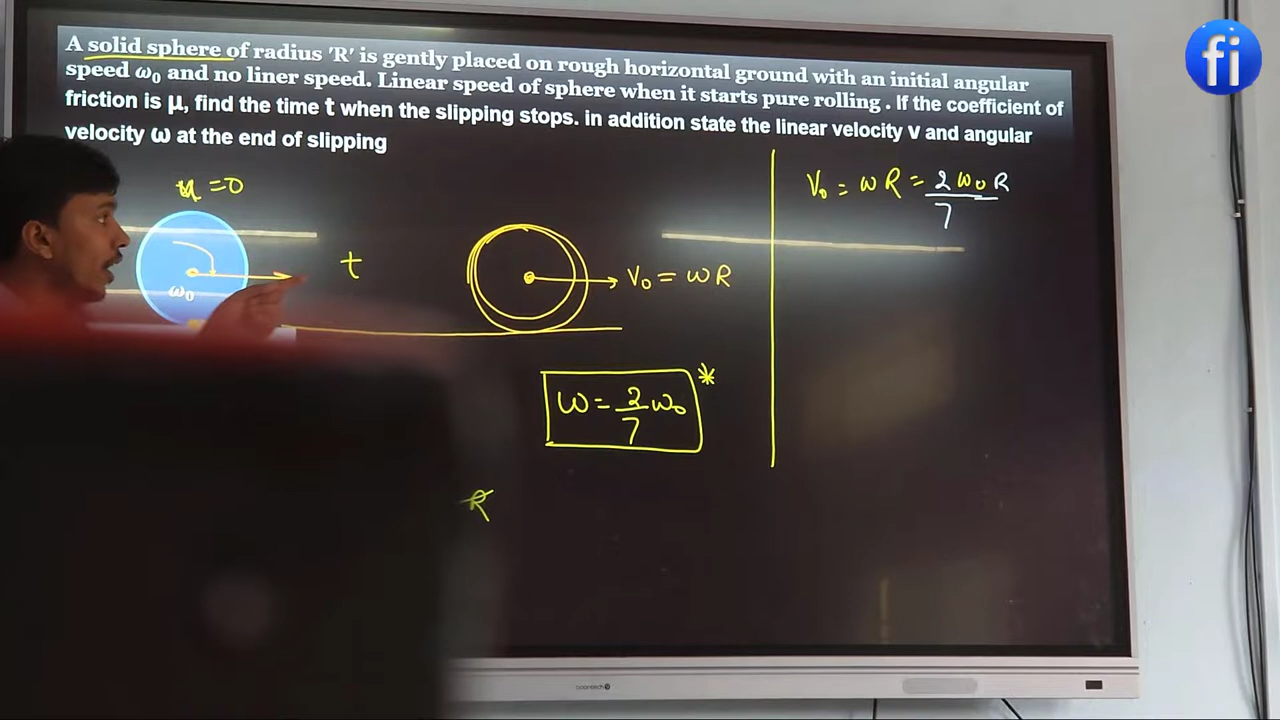 A solid sphere of radius 'R' is gently placed on rough horizontal ground with an initial angular
speed ω₀ and no liner speed. Linear speed of sphere when it starts pure rolling . If the coefficient of
friction is μ, find the time t when the slipping stops. in addition state the linear velocity V and angular
velocity ω at the end of slipping
fi
u = 0
V₀ = ωR = 2ω₀R/7
ω₀
t
V₀ = ωR
ω = 2/7 ω₀ *
R